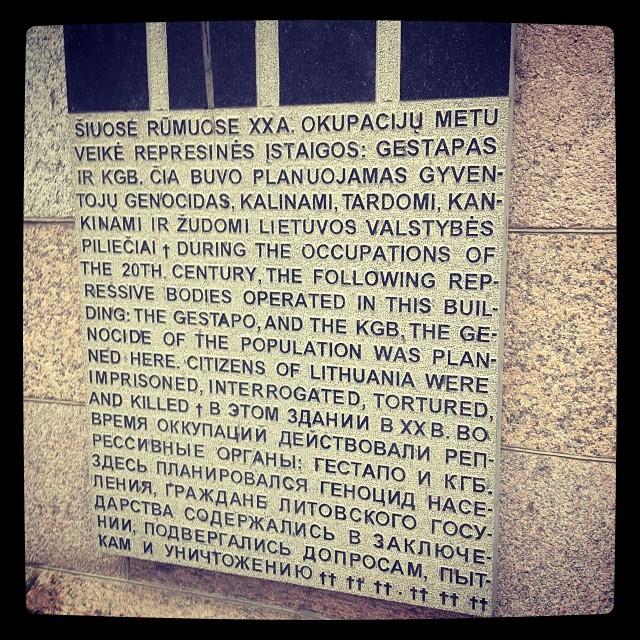 ŠIUOSE RŪMUOSE XX A. OKUPACIJŲ METU
VEIKĖ REPRESINĖS ĮSTAIGOS: GESTAPAS
IR KGB. ČIA BUVO PLANUOJAMAS GYVEN-
TOJŲ GENOCIDAS, KALINAMI, TARDOMI, KAN-
KINAMI IR ŽUDOMI LIETUVOS VALSTYBĖS
PILIEČIAI † DURING THE OCCUPATIONS OF
THE 20TH CENTURY, THE FOLLOWING REP-
RESSIVE BODIES OPERATED IN THIS BUIL-
DING: THE GESTAPO, AND THE KGB. THE GE-
NOCIDE OF THE POPULATION WAS PLAN-
NED HERE. CITIZENS OF LITHUANIA WERE
IMPRISONED, INTERROGATED, TORTURED,
AND KILLED † В ЭТОМ ЗДАНИИ В XX В. ВО
ВРЕМЯ ОККУПАЦИЙ ДЕЙСТВОВАЛИ РЕП-
РЕССИВНЫЕ ОРГАНЫ: ГЕСТАПО И КГБ.
ЗДЕСЬ ПЛАНИРОВАЛСЯ ГЕНОЦИД НАСЕ-
ЛЕНИЯ, ГРАЖДАНЕ ЛИТОВСКОГО ГОСУ-
ДАРСТВА СОДЕРЖАЛИСЬ В ЗАКЛЮЧЕ-
НИИ, ПОДВЕРГАЛИСЬ ДОПРОСАМ, ПЫТ-
КАМ И УНИЧТОЖЕНИЮ †† †† †† . †† †† ††